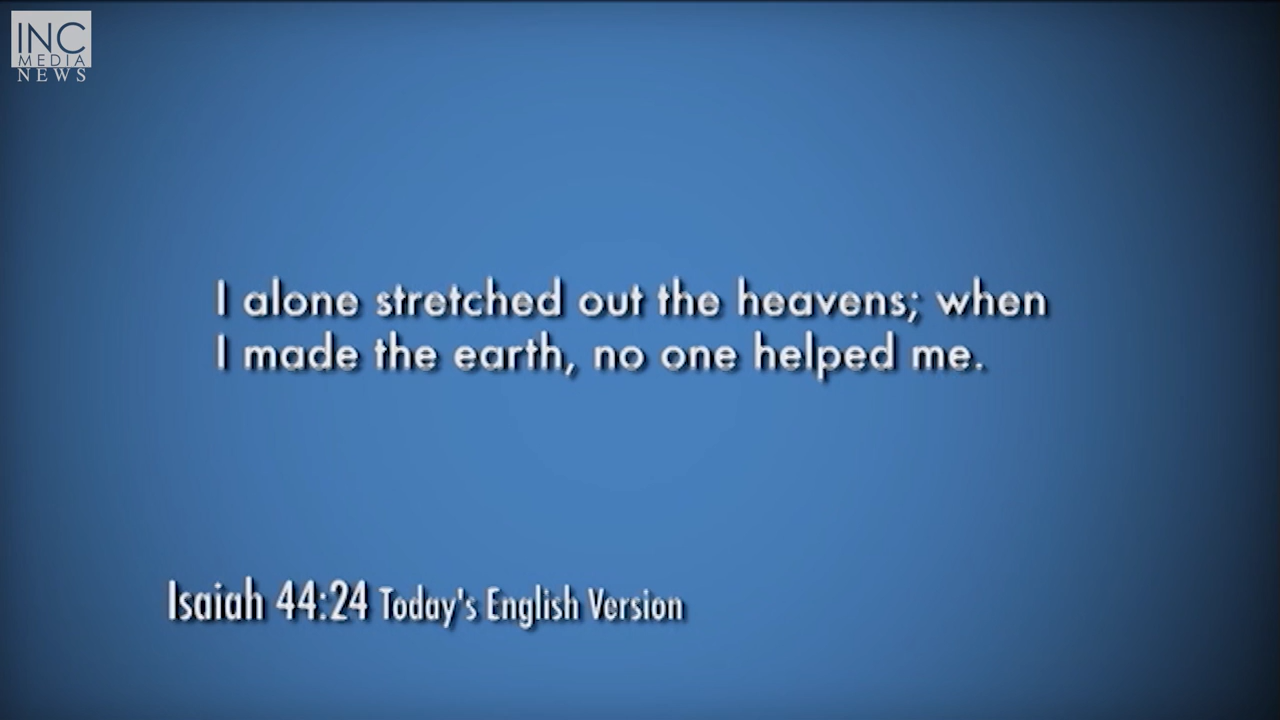 INC
MEDIA
NEWS
I alone stretched out the heavens; when
I made the earth, no one helped me.
Isaiah 44:24 Today's English Version